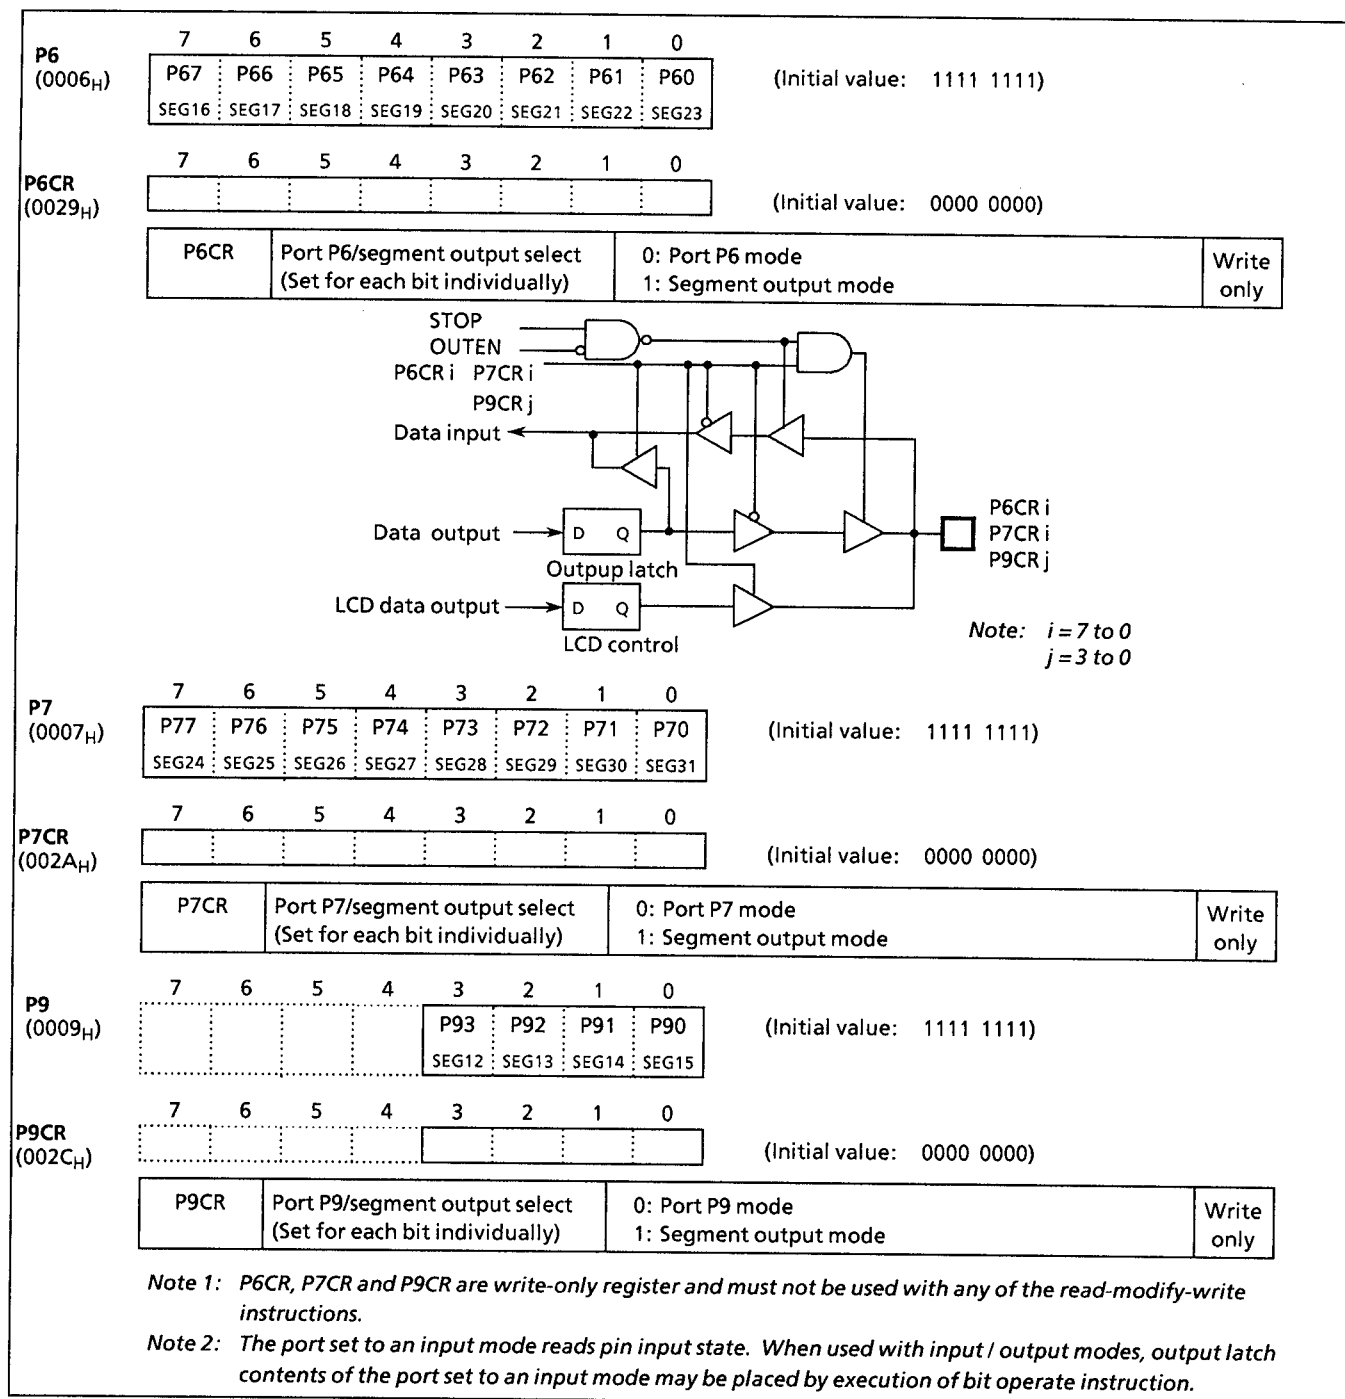 7 6 5 4 3 2 1 0
P6
(0006H)
P67 P66 P65 P64 P63 P62 P61 P60
(Initial value: 1111 1111)
SEG16 SEG17 SEG18 SEG19 SEG20 SEG21 SEG22 SEG23
7 6 5 4 3 2 1 0
P6CR
(0029H)
(Initial value: 0000 0000)
P6CR Port P6/segment output select 0: Port P6 mode Write
(Set for each bit individually) 1: Segment output mode only
STOP
OUTEN
P6CR i P7CR i
P9CR j
Data input
Data output D Q
P6CR i
P7CR i
P9CR j
Outpup latch
LCD data output D Q
LCD control
Note: i = 7 to 0
j = 3 to 0
7 6 5 4 3 2 1 0
P7
(0007H)
P77 P76 P75 P74 P73 P72 P71 P70
(Initial value: 1111 1111)
SEG24 SEG25 SEG26 SEG27 SEG28 SEG29 SEG30 SEG31
7 6 5 4 3 2 1 0
P7CR
(002AH)
(Initial value: 0000 0000)
P7CR Port P7/segment output select 0: Port P7 mode Write
(Set for each bit individually) 1: Segment output mode only
7 6 5 4 3 2 1 0
P9
(0009H)
P93 P92 P91 P90
(Initial value: 1111 1111)
SEG12 SEG13 SEG14 SEG15
7 6 5 4 3 2 1 0
P9CR
(002CH)
(Initial value: 0000 0000)
P9CR Port P9/segment output select 0: Port P9 mode Write
(Set for each bit individually) 1: Segment output mode only
Note 1: P6CR, P7CR and P9CR are write-only register and must not be used with any of the read-modify-write
instructions.
Note 2: The port set to an input mode reads pin input state. When used with input / output modes, output latch
contents of the port set to an input mode may be placed by execution of bit operate instruction.